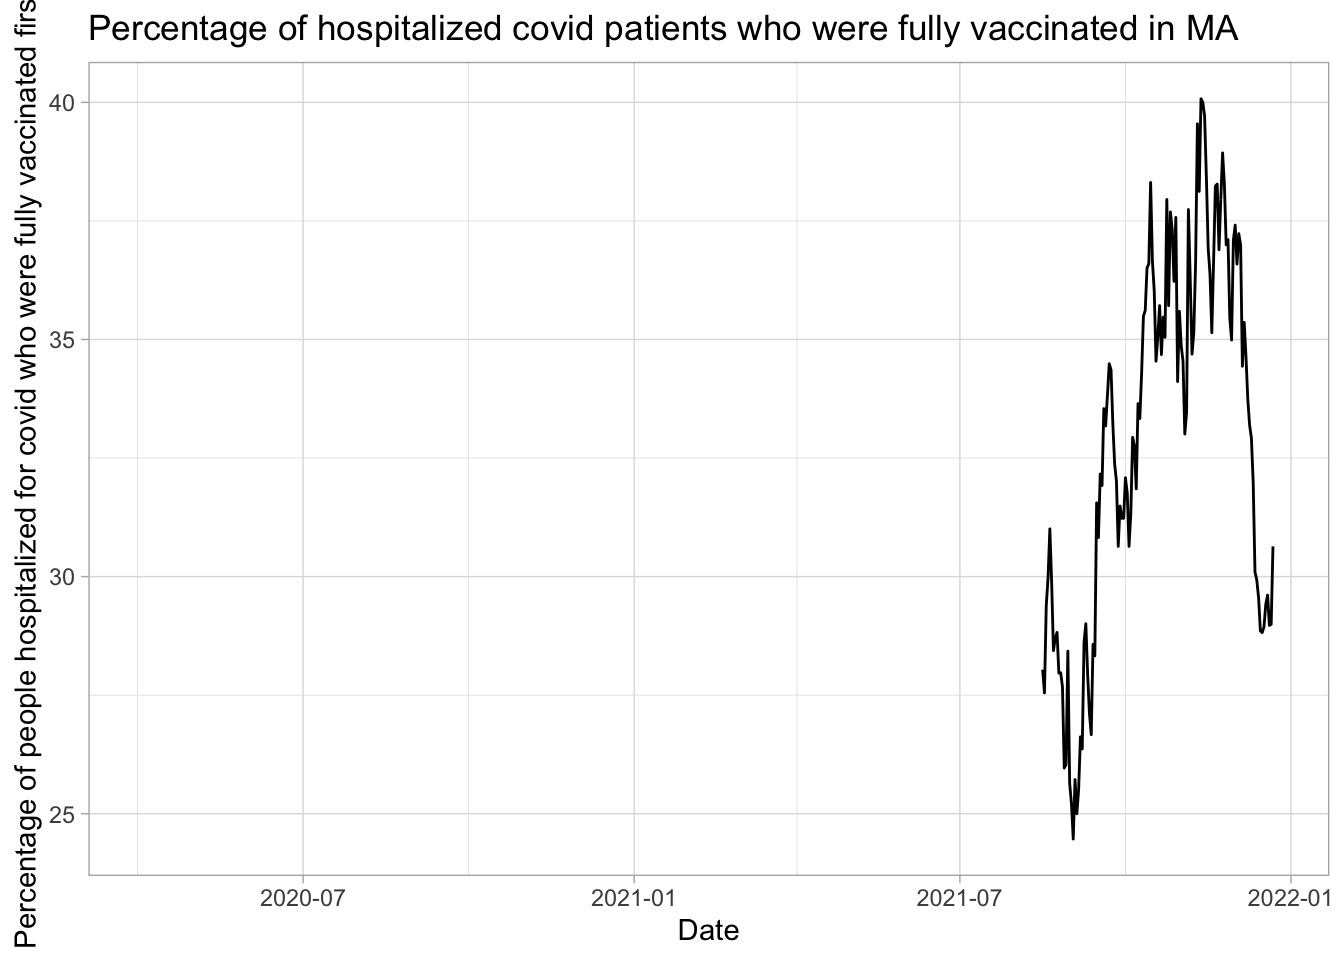 Percentage of hospitalized covid patients who were fully vaccinated in MA
Percentage of people hospitalized for covid who were fully vaccinated firs
40
35
30
25
2020-07
2021-01
2021-07
2022-01
Date